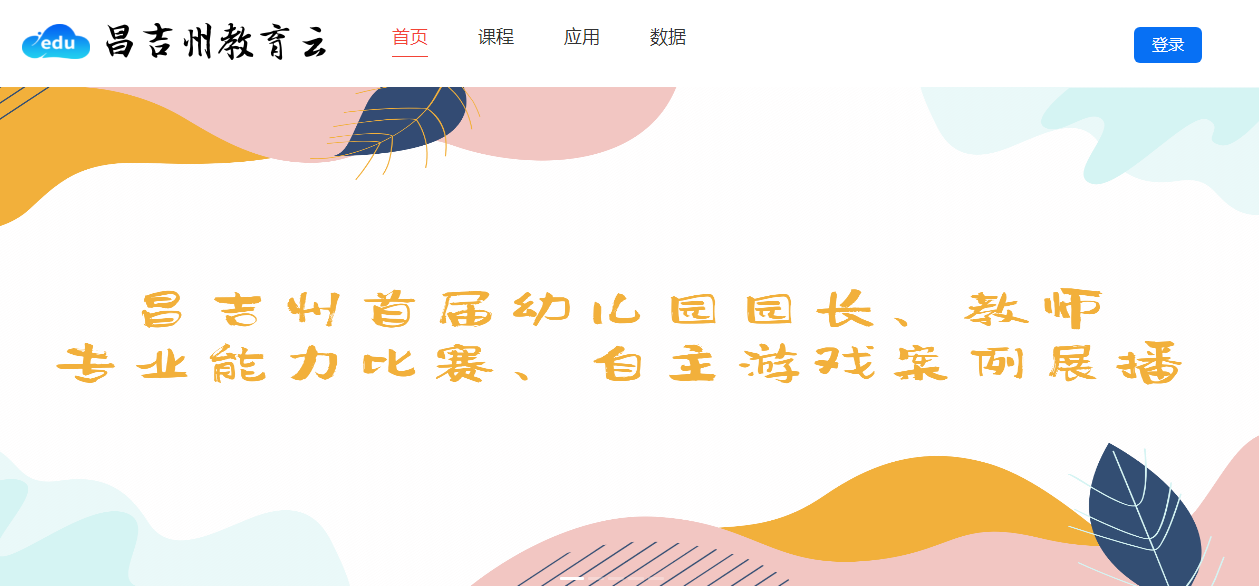 edu 昌吉州教育云
首页 课程 应用 数据
登录
昌吉州首届幼儿园园长、教师
专业能力比赛、自主游戏案例展播